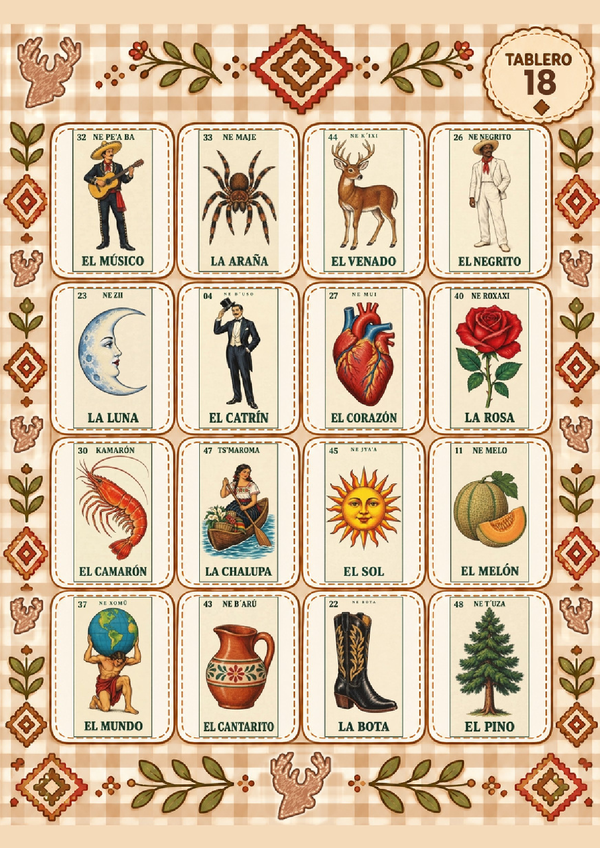 TABLERO
18
32 NE PE'A BA
EL MÚSICO
33 NE MAJE
LA ARAÑA
44 NE X'IXI
EL VENADO
26 NE NEGRITO
EL NEGRITO
23 NE ZII
LA LUNA
04
EL CATRÍN
27 NE MUI
EL CORAZÓN
40 NE ROXAXI
LA ROSA
30 KAMARÓN
EL CAMARÓN
47 TS'MAROMA
LA CHALUPA
45 NE JYA'A
EL SOL
11 NE MELO
EL MELÓN
37 NE XOMŪ
EL MUNDO
43 NE B'ARŪ
EL CANTARITO
22 NE BOTA
LA BOTA
48 NE T'UZA
EL PINO